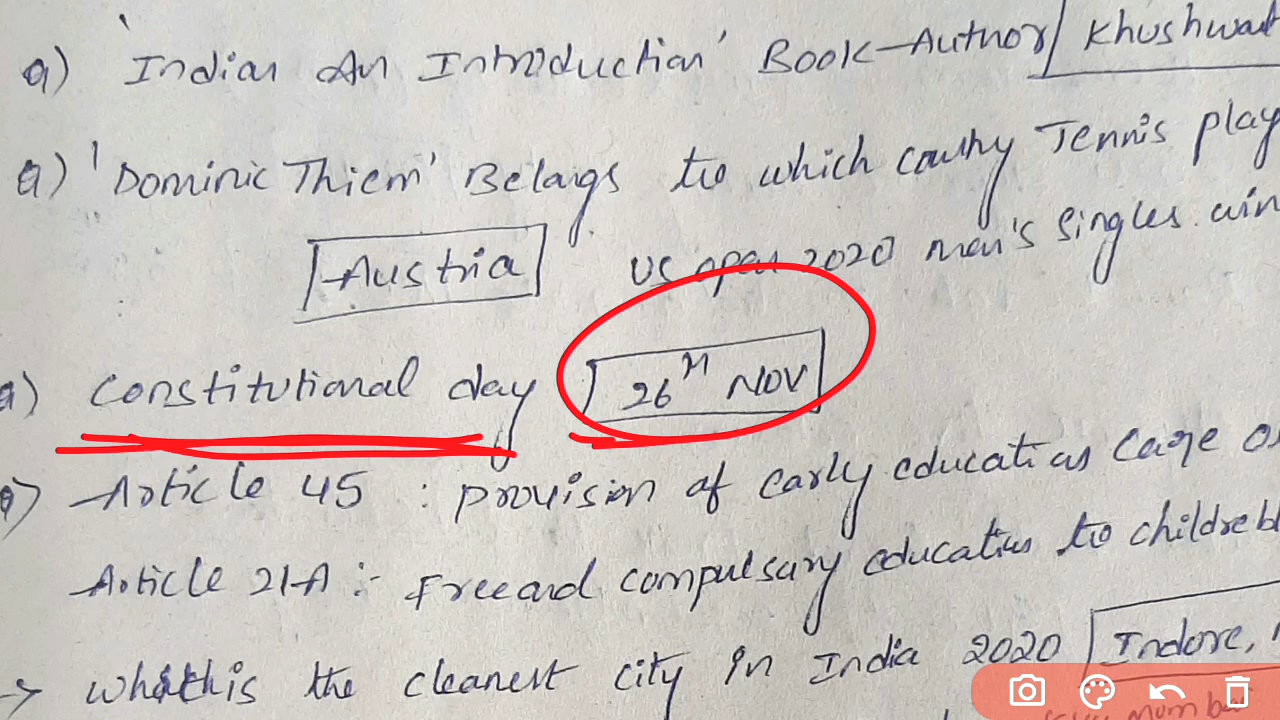 Q) 'Indian An Introduction' Book-Author / Khushwant
Q) 'Dominic Thiem' Belongs to which country Tennis play
Austria US open 2020 men's singles win
Q) Constitutional day 26th NOV
Q) Article 45 : provision of early education care
Article 21-A :- Free and compulsary education to children
→ which is the cleanest city in India 2020 Indore,